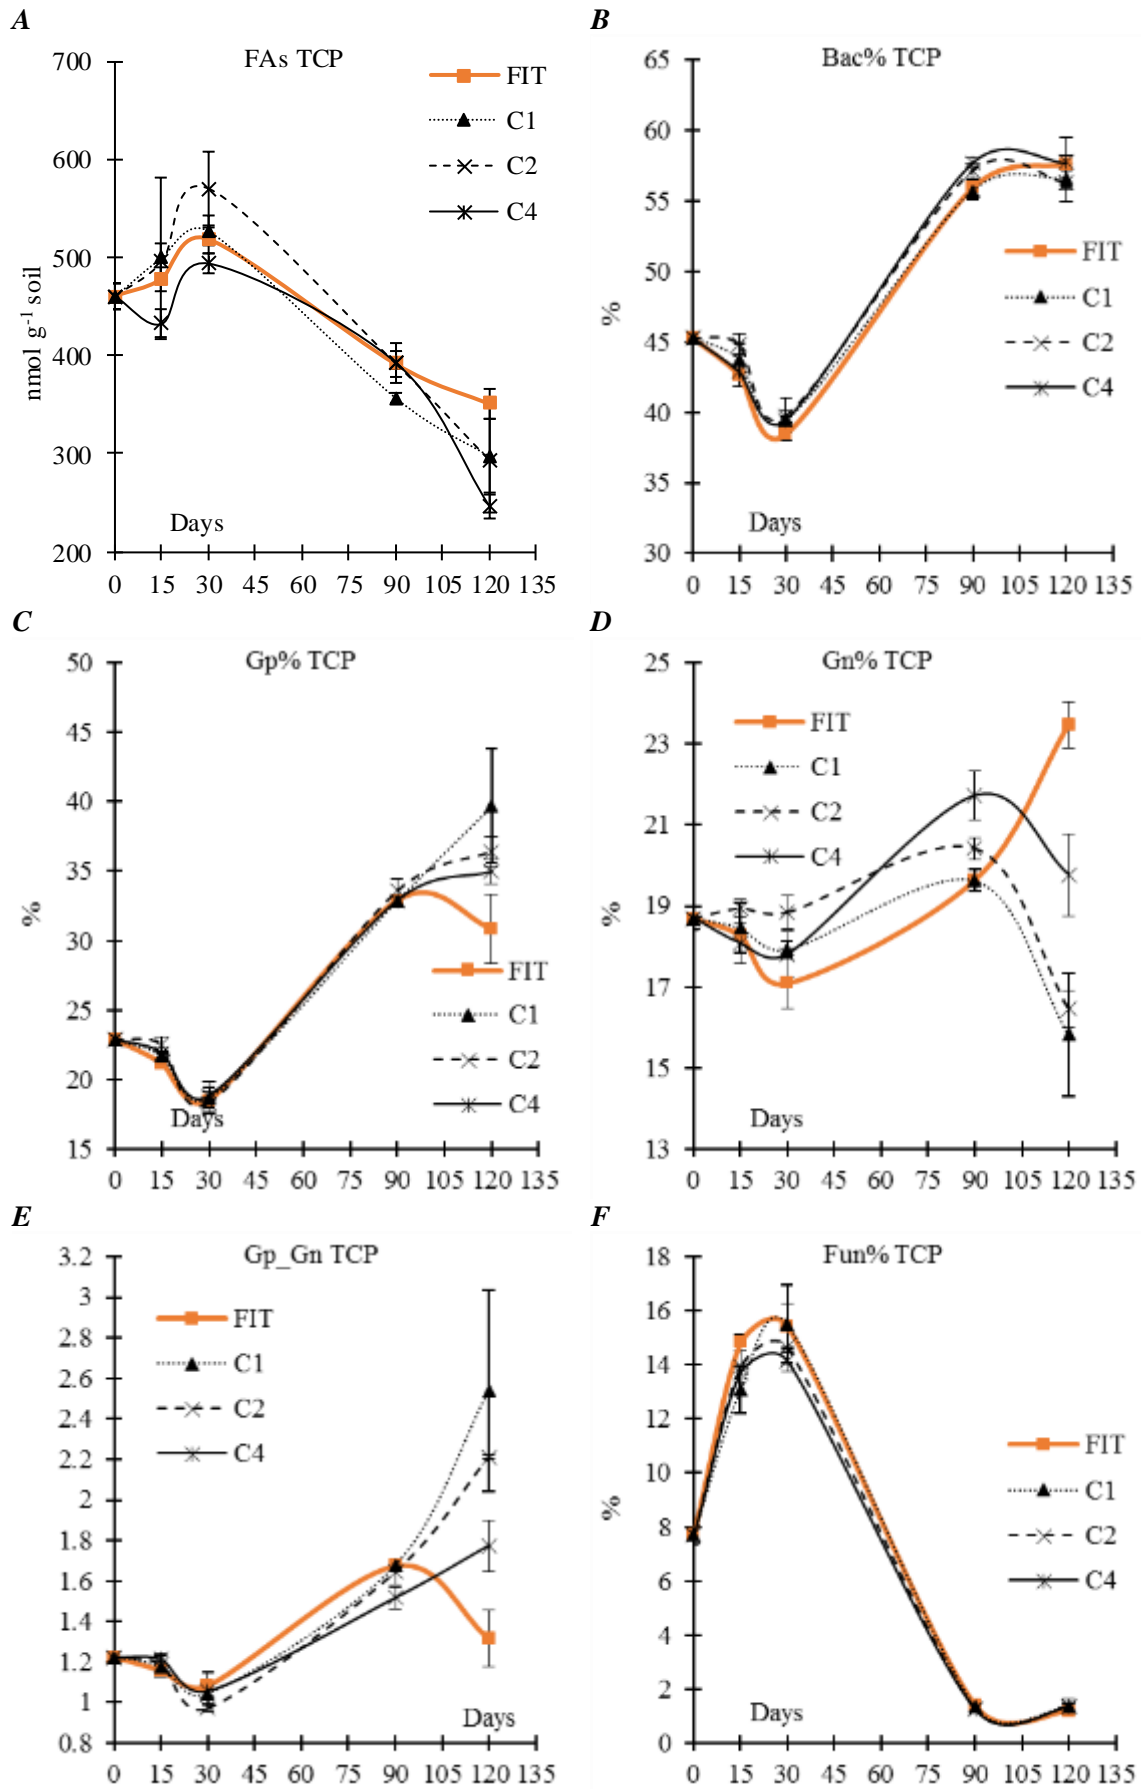 A
FAs TCP
700
600
500
400
300
200
nmol g-1 soil
FIT
C1
C2
C4
Days
0 15 30 45 60 75 90 105 120 135
B
Bac% TCP
65
60
55
50
45
40
35
30
%
FIT
C1
C2
C4
Days
0 15 30 45 60 75 90 105 120 135
C
Gp% TCP
50
45
40
35
30
25
20
15
%
FIT
C1
C2
C4
Days
0 15 30 45 60 75 90 105 120 135
D
Gn% TCP
25
23
21
19
17
15
13
%
FIT
C1
C2
C4
Days
0 15 30 45 60 75 90 105 120 135
E
Gp_Gn TCP
3.2
3
2.8
2.6
2.4
2.2
2
1.8
1.6
1.4
1.2
1
0.8
FIT
C1
C2
C4
Days
0 15 30 45 60 75 90 105 120 135
F
Fun% TCP
18
16
14
12
10
8
6
4
2
0
%
FIT
C1
C2
C4
Days
0 15 30 45 60 75 90 105 120 135